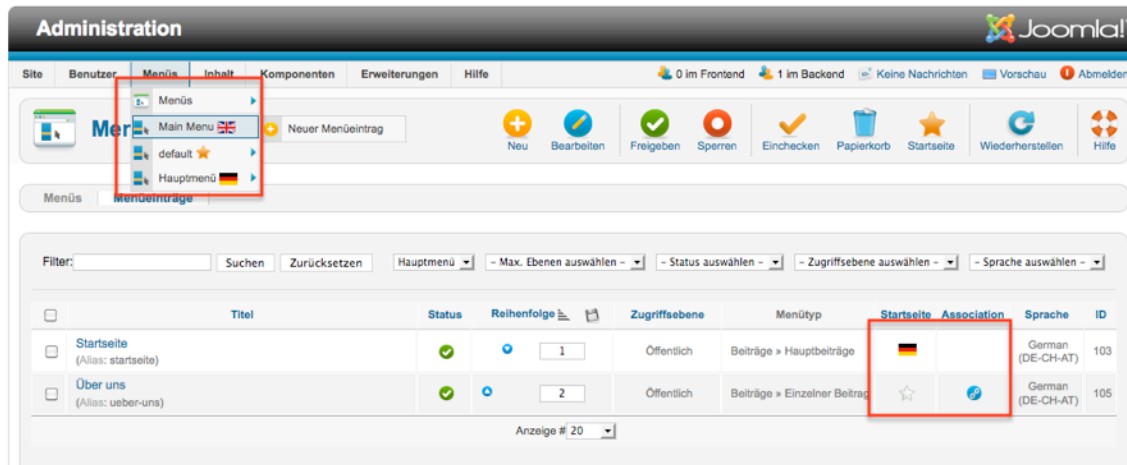 Administration
Joomla!
Site Benutzer Menüs Inhalt Komponenten Erweiterungen Hilfe 0 im Frontend 1 im Backend Keine Nachrichten Vorschau Abmelden
Menüs
Main Menu
default
Hauptmenü
Neuer Menüeintrag
Neu Bearbeiten Freigeben Sperren Einchecken Papierkorb Startseite Wiederherstellen Hilfe
Menüs Menüeinträge
Filter: Suchen Zurücksetzen Hauptmenü - Max. Ebenen auswählen - - Status auswählen - - Zugriffsebene auswählen - - Sprache auswählen -
Titel Status Reihenfolge Zugriffsebene Menütyp Startseite Association Sprache ID
Startseite
(Alias: startseite)
1 Öffentlich Beiträge » Hauptbeiträge German
(DE-CH-AT) 103
Über uns
(Alias: ueber-uns)
2 Öffentlich Beiträge » Einzelner Beitrag German
(DE-CH-AT) 105
Anzeige # 20